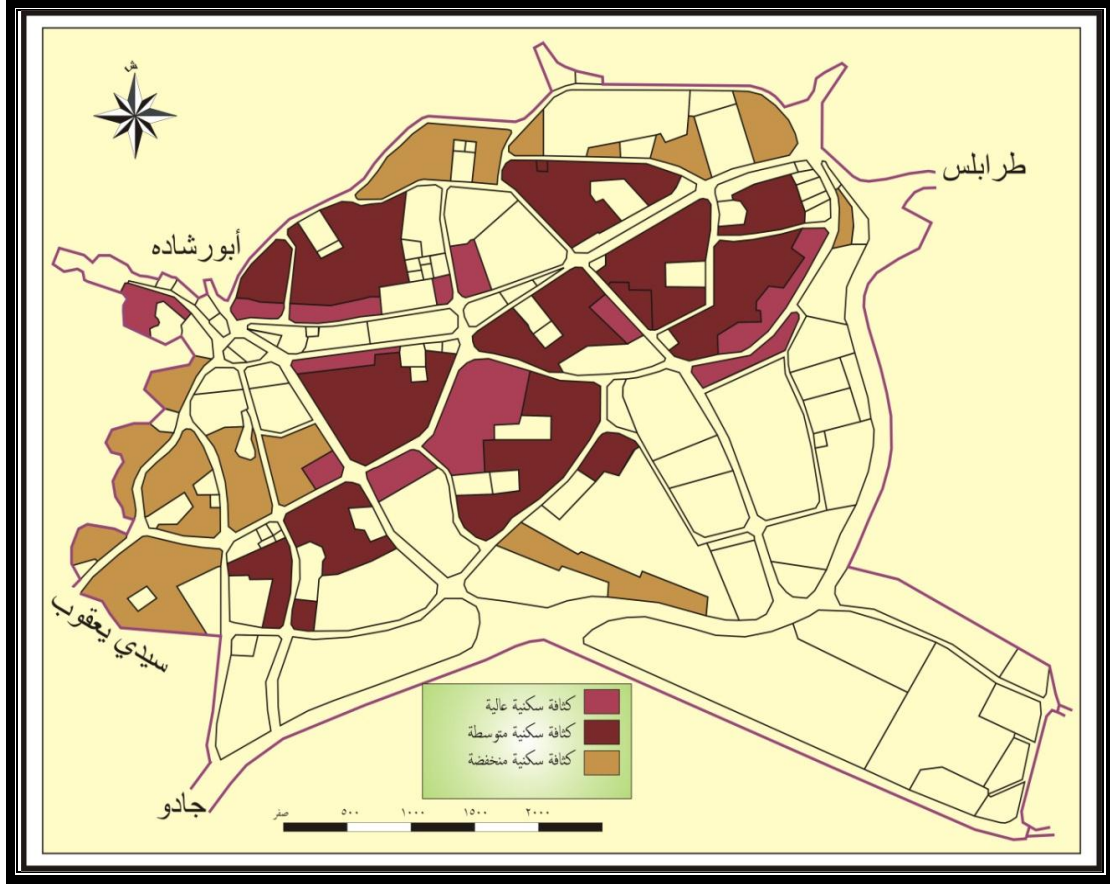 ش
طرابلس
أبورشاده
سيدي يعقوب
كثافة سكنية عالية
كثافة سكنية متوسطة
كثافة سكنية منخفضة
جادو
صفر ٥٠٠ ١٠٠٠ ١٥٠٠ ٢٠٠٠